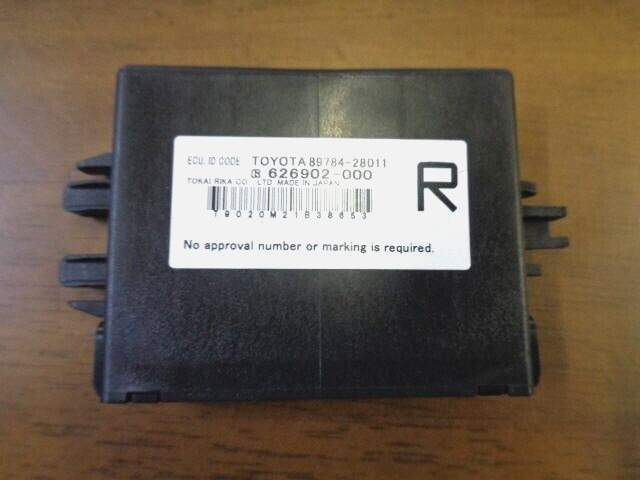 ECU, ID CODE TOYOTA 89784-28011
626902-000
TOKAI RIKA CO., LTD. MADE IN JAPAN
R
T9020M21B38653
No approval number or marking is required.